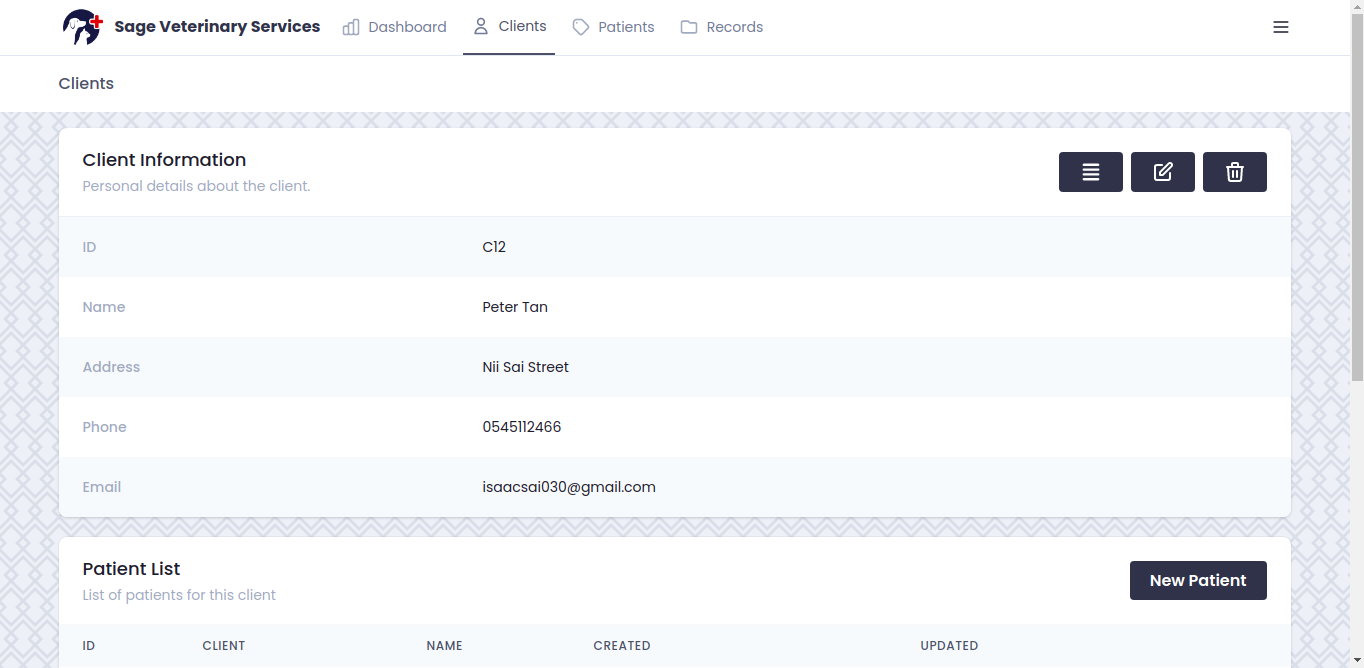 Sage Veterinary Services Dashboard Clients Patients Records
Clients
Client Information
Personal details about the client.
ID C12
Name Peter Tan
Address Nii Sai Street
Phone 0545112466
Email isaacsai030@gmail.com
Patient List
List of patients for this client
New Patient
ID CLIENT NAME CREATED UPDATED